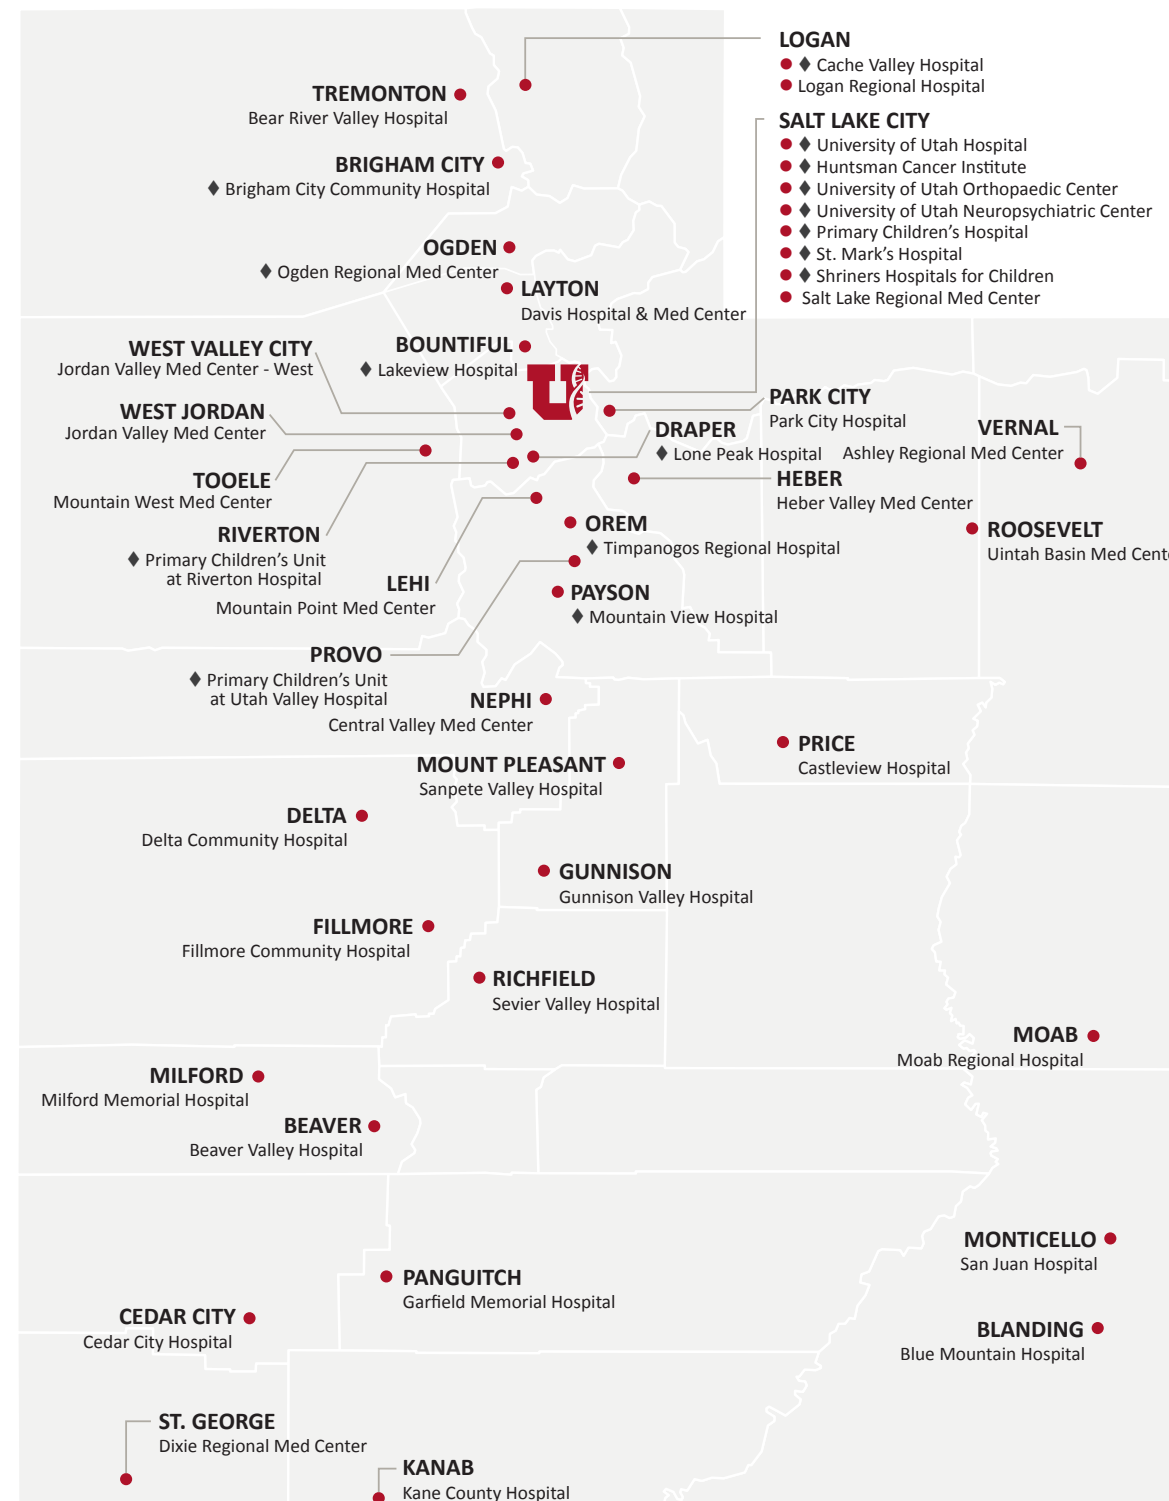 LOGAN
● ♦ Cache Valley Hospital
● Logan Regional Hospital
TREMONTON
Bear River Valley Hospital
SALT LAKE CITY
● ♦ University of Utah Hospital
● ♦ Huntsman Cancer Institute
● ♦ University of Utah Orthopaedic Center
● ♦ University of Utah Neuropsychiatric Center
● ♦ Primary Children's Hospital
● ♦ St. Mark's Hospital
● ♦ Shriners Hospitals for Children
● Salt Lake Regional Med Center
BRIGHAM CITY
♦ Brigham City Community Hospital
OGDEN
♦ Ogden Regional Med Center
LAYTON
Davis Hospital & Med Center
BOUNTIFUL
♦ Lakeview Hospital
WEST VALLEY CITY
Jordan Valley Med Center - West
U
WEST JORDAN
Jordan Valley Med Center
PARK CITY
Park City Hospital
DRAPER
♦ Lone Peak Hospital
VERNAL
Ashley Regional Med Center
TOOELE
Mountain West Med Center
HEBER
Heber Valley Med Center
RIVERTON
♦ Primary Children's Unit
at Riverton Hospital
OREM
♦ Timpanogos Regional Hospital
ROOSEVELT
Uintah Basin Med Cente
LEHI
Mountain Point Med Center
PAYSON
♦ Mountain View Hospital
PROVO
♦ Primary Children's Unit
at Utah Valley Hospital
NEPHI
Central Valley Med Center
PRICE
Castleview Hospital
MOUNT PLEASANT
Sanpete Valley Hospital
DELTA
Delta Community Hospital
GUNNISON
Gunnison Valley Hospital
FILLMORE
Fillmore Community Hospital
RICHFIELD
Sevier Valley Hospital
MOAB
Moab Regional Hospital
MILFORD
Milford Memorial Hospital
BEAVER
Beaver Valley Hospital
MONTICELLO
San Juan Hospital
PANGUITCH
Garfield Memorial Hospital
CEDAR CITY
Cedar City Hospital
BLANDING
Blue Mountain Hospital
ST. GEORGE
Dixie Regional Med Center
KANAB
Kane County Hospital